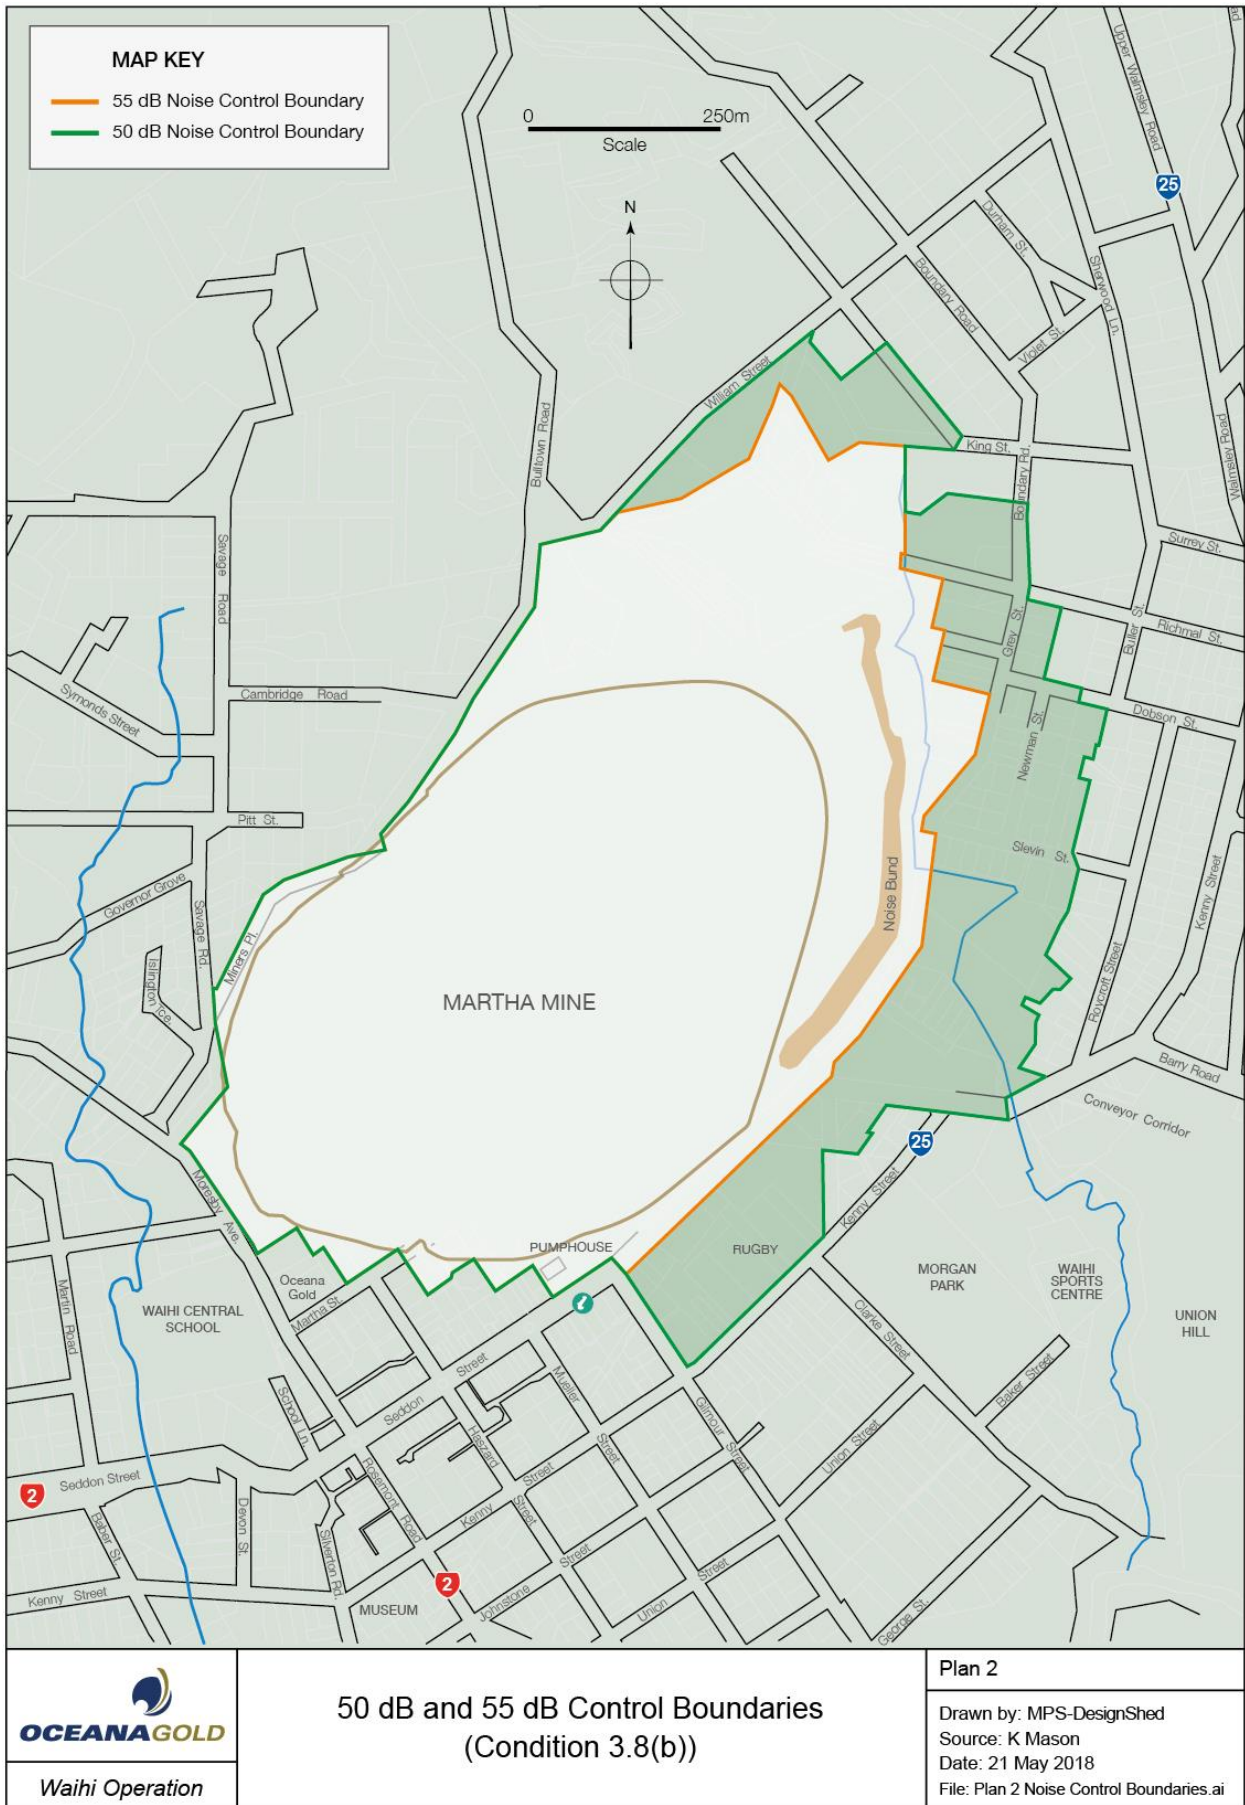 MAP KEY
55 dB Noise Control Boundary
50 dB Noise Control Boundary
0 250m
Scale
N
Upper Walmsley Road
25
Durham St.
Sherwood Ln.
Boundary Road
Violet St.
William Street
Bulltown Road
King St.
Boundary Rd.
Walmsley Road
Surrey St.
Savage Road
Grey St.
Buller St.
Richmal St.
Symonds Street
Cambridge Road
Dobson St.
Newman St.
Pitt St.
Slevin St.
Governor Grove
Noise Bund
Kenny Street
Savage Rd.
Miners Pl.
Islington Tce.
Roycroft Street
MARTHA MINE
Barry Road
Conveyor Corridor
25
Moresby Ave.
Kenny Street
PUMPHOUSE
RUGBY
MORGAN
PARK
WAIHI
SPORTS
CENTRE
UNION
HILL
Oceana
Gold
Martha St.
WAIHI CENTRAL
SCHOOL
Martin Road
i
Clarke Street
Baker Street
Seddon Street
Mueller Street
Gilmour Street
School Ln.
Haszard Street
Union Street
Rosemont Road
Kenny Street
2
Seddon Street
Baber St.
Devon St.
Silverton Rd.
Kenny Street
2
MUSEUM
Johnstone Street
Union Street
George St.
OCEANAGOLD
Waihi Operation
50 dB and 55 dB Control Boundaries
(Condition 3.8(b))
Plan 2
Drawn by: MPS-DesignShed
Source: K Mason
Date: 21 May 2018
File: Plan 2 Noise Control Boundaries.ai